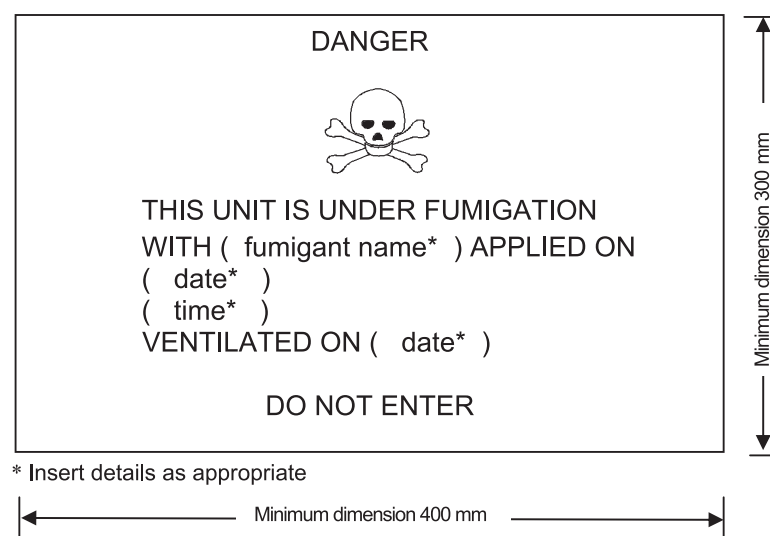 DANGER
THIS UNIT IS UNDER FUMIGATION
WITH ( fumigant name* ) APPLIED ON
( date* )
( time* )
VENTILATED ON ( date* )
DO NOT ENTER
* Insert details as appropriate
Minimum dimension 400 mm
Minimum dimension 300 mm